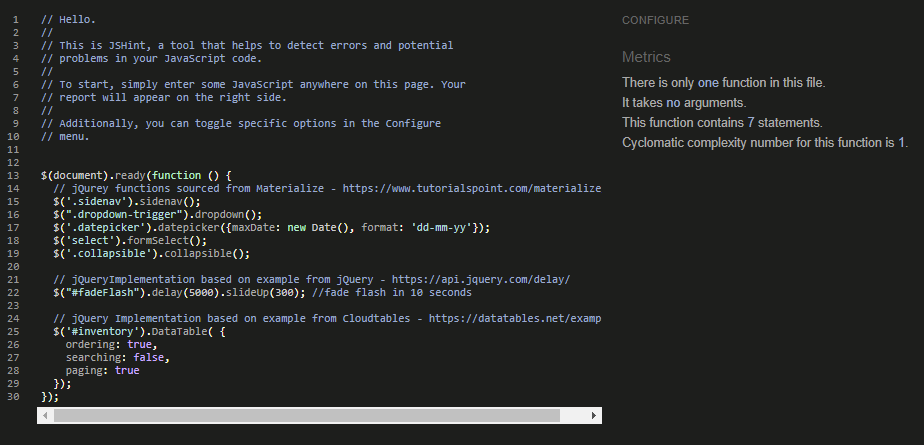 1 // Hello.
2 //
3 // This is JSHint, a tool that helps to detect errors and potential
4 // problems in your JavaScript code.
5 //
6 // To start, simply enter some JavaScript anywhere on this page. Your
7 // report will appear on the right side.
8 //
9 // Additionally, you can toggle specific options in the Configure
10 // menu.
11
12
13 $(document).ready(function () {
14 // jQurey functions sourced from Materialize - https://www.tutorialspoint.com/materialize
15 $('.sidenav').sidenav();
16 $(".dropdown-trigger").dropdown();
17 $('.datepicker').datepicker({maxDate: new Date(), format: 'dd-mm-yy'});
18 $('select').formSelect();
19 $('.collapsible').collapsible();
20
21 // jQueryImplementation based on example from jQuery - https://api.jquery.com/delay/
22 $("#fadeFlash").delay(5000).slideUp(300); //fade flash in 10 seconds
23
24 // jQuery Implementation based on example from Cloudtables - https://datatables.net/examp
25 $('#inventory').DataTable( {
26 ordering: true,
27 searching: false,
28 paging: true
29 });
30 });
CONFIGURE
Metrics
There is only one function in this file.
It takes no arguments.
This function contains 7 statements.
Cyclomatic complexity number for this function is 1.